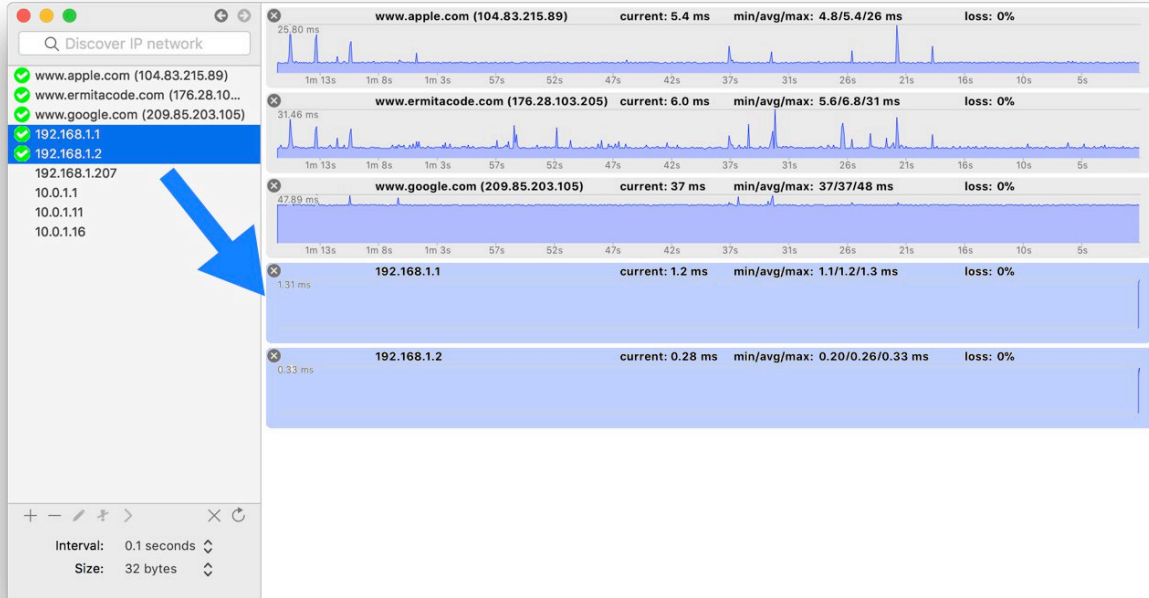 Discover IP network
www.apple.com (104.83.215.89)
www.ermitacode.com (176.28.10...
www.google.com (209.85.203.105)
192.168.1.1
192.168.1.2
192.168.1.207
10.0.1.1
10.0.1.11
10.0.1.16
Interval: 0.1 seconds
Size: 32 bytes
www.apple.com (104.83.215.89) current: 5.4 ms min/avg/max: 4.8/5.4/26 ms loss: 0%
25.80 ms
1m 13s 1m 8s 1m 3s 57s 52s 47s 42s 37s 31s 26s 21s 16s 10s 5s
www.ermitacode.com (176.28.103.205) current: 6.0 ms min/avg/max: 5.6/6.8/31 ms loss: 0%
31.46 ms
1m 13s 1m 8s 1m 3s 57s 52s 47s 42s 37s 31s 26s 21s 16s 10s 5s
www.google.com (209.85.203.105) current: 37 ms min/avg/max: 37/37/48 ms loss: 0%
47.89 ms
1m 13s 1m 8s 1m 3s 57s 52s 47s 42s 37s 31s 26s 21s 16s 10s 5s
192.168.1.1 current: 1.2 ms min/avg/max: 1.1/1.2/1.3 ms loss: 0%
1.31 ms
192.168.1.2 current: 0.28 ms min/avg/max: 0.20/0.26/0.33 ms loss: 0%
0.33 ms